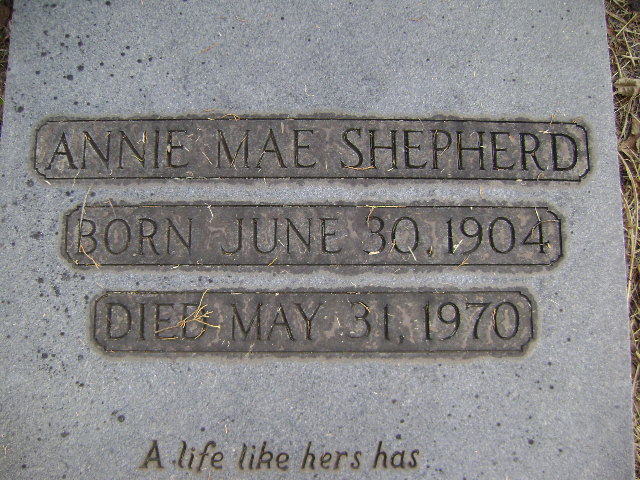 ANNIE MAE SHEPHERD
BORN JUNE 30, 1904
DIED MAY 31, 1970
A life like hers has